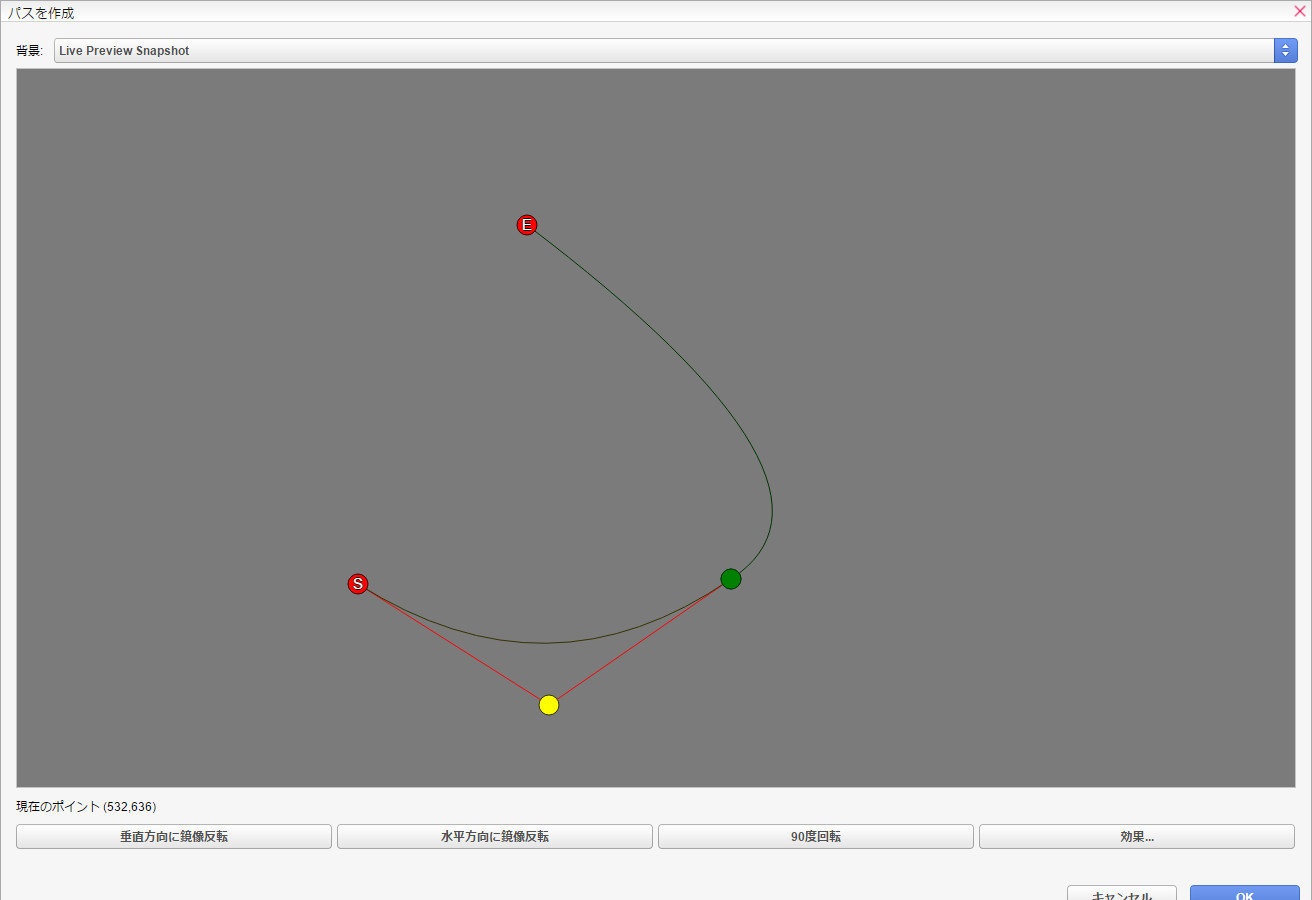 パスを作成
背景: Live Preview Snapshot
E
S
現在のポイント (532,636)
垂直方向に鏡像反転 水平方向に鏡像反転 90度回転 効果...
キャンセル OK